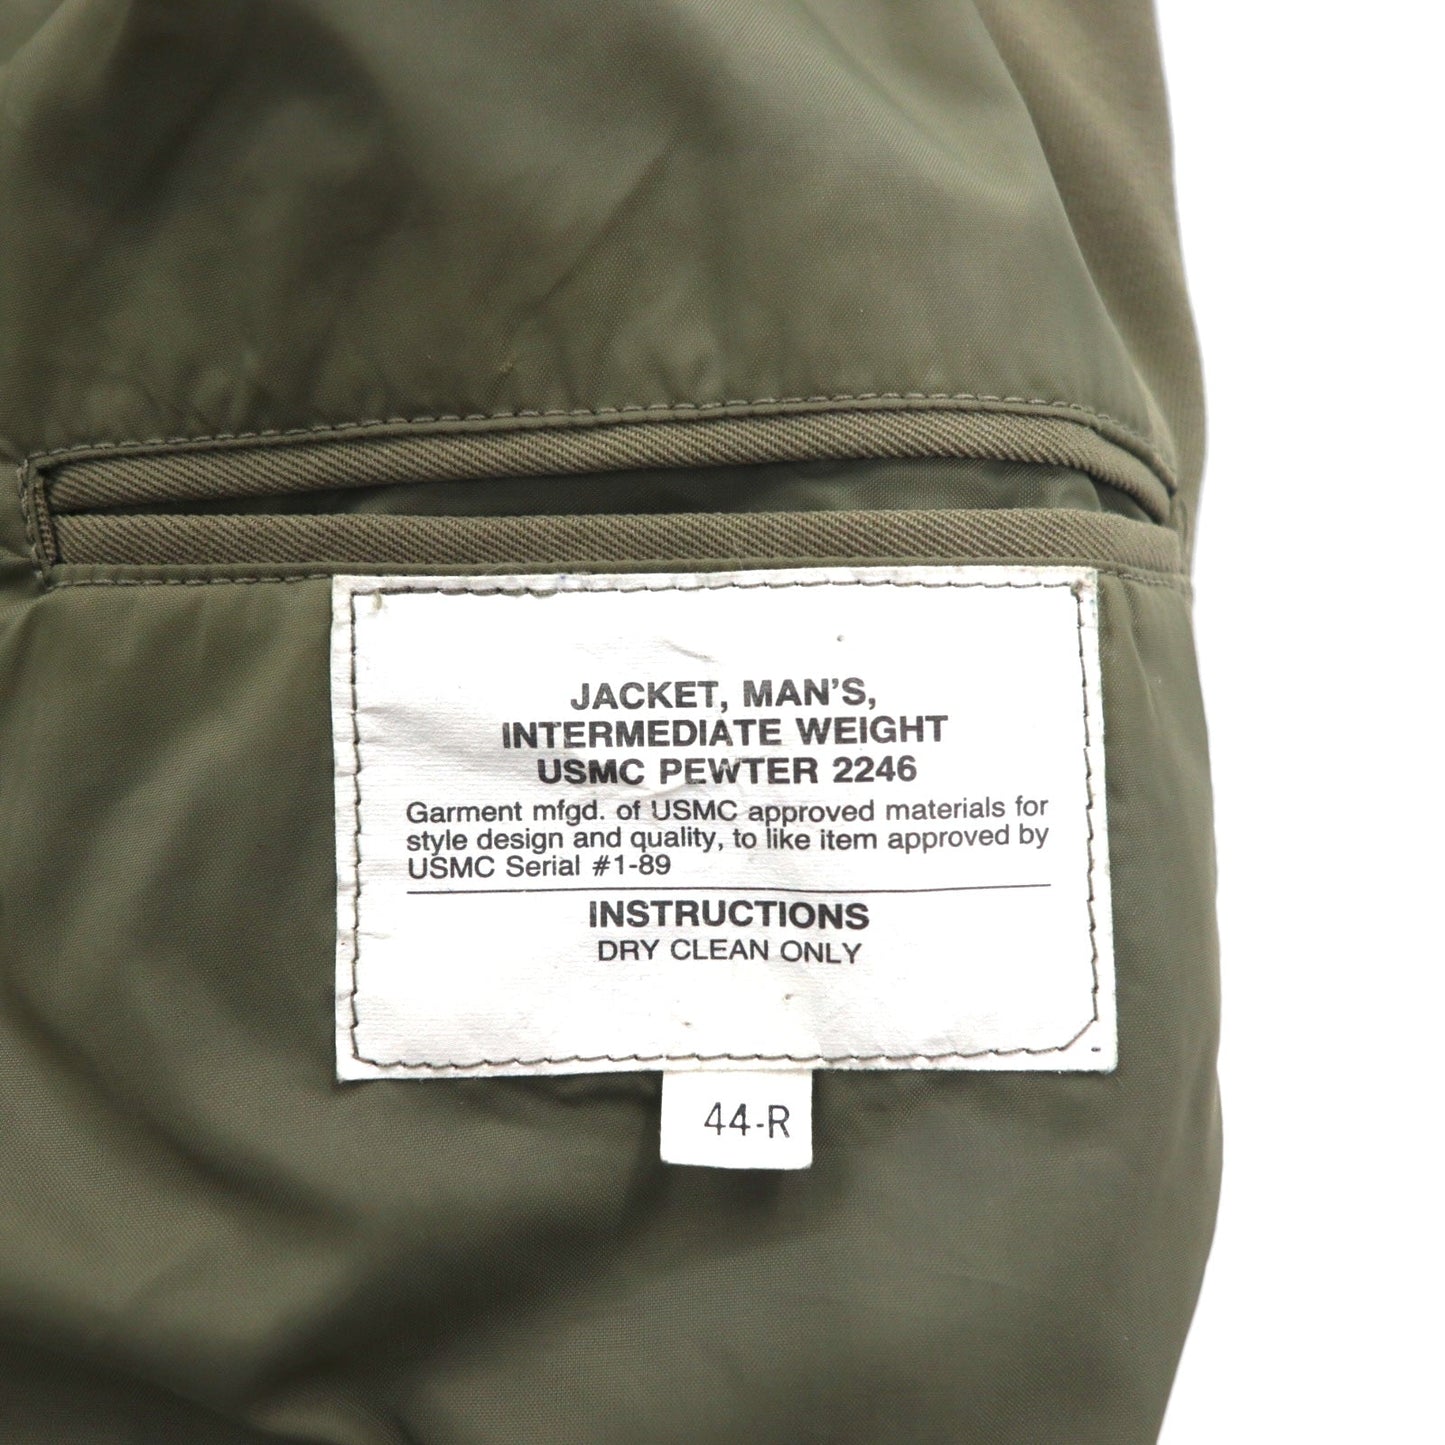 JACKET, MAN'S,
INTERMEDIATE WEIGHT
USMC PEWTER 2246
Garment mfgd. of USMC approved materials for
style design and quality, to like item approved by
USMC Serial #1-89
INSTRUCTIONS
DRY CLEAN ONLY
44-R